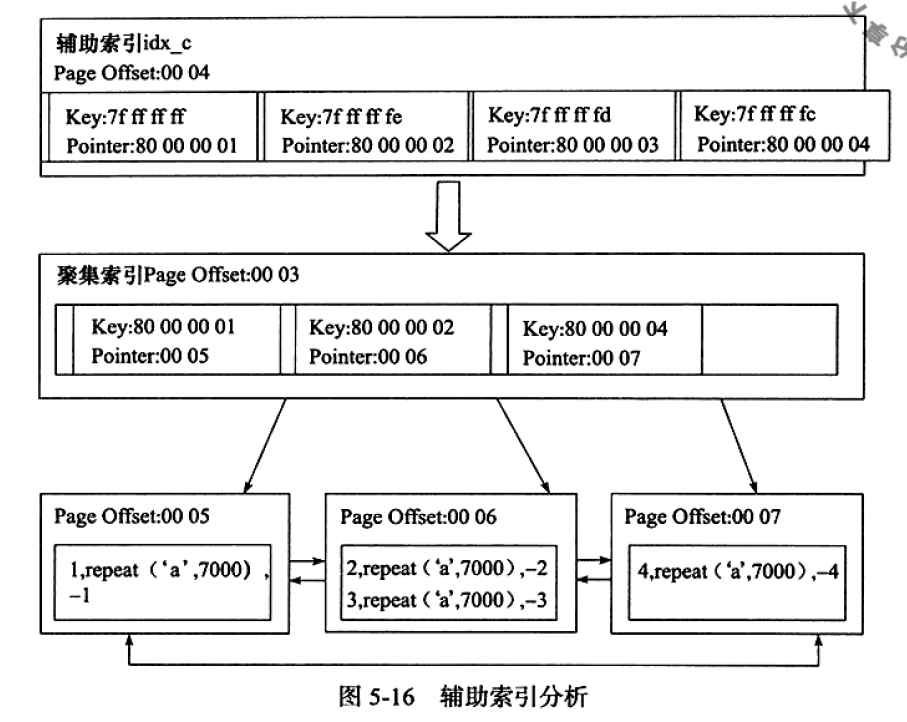 辅助索引idx_c
Page Offset:00 04
Key:7f ff ff ff
Pointer:80 00 00 01
Key:7f ff ff fe
Pointer:80 00 00 02
Key:7f ff ff fd
Pointer:80 00 00 03
Key:7f ff ff fc
Pointer:80 00 00 04
聚集索引Page Offset:00 03
Key:80 00 00 01
Pointer:00 05
Key:80 00 00 02
Pointer:00 06
Key:80 00 00 04
Pointer:00 07
Page Offset:00 05
1,repeat（‘a’,7000）,
−1
Page Offset:00 06
2,repeat（‘a’,7000）,−2
3,repeat（‘a’,7000）,−3
Page Offset:00 07
4,repeat（‘a’,7000）,−4
图 5-16 辅助索引分析